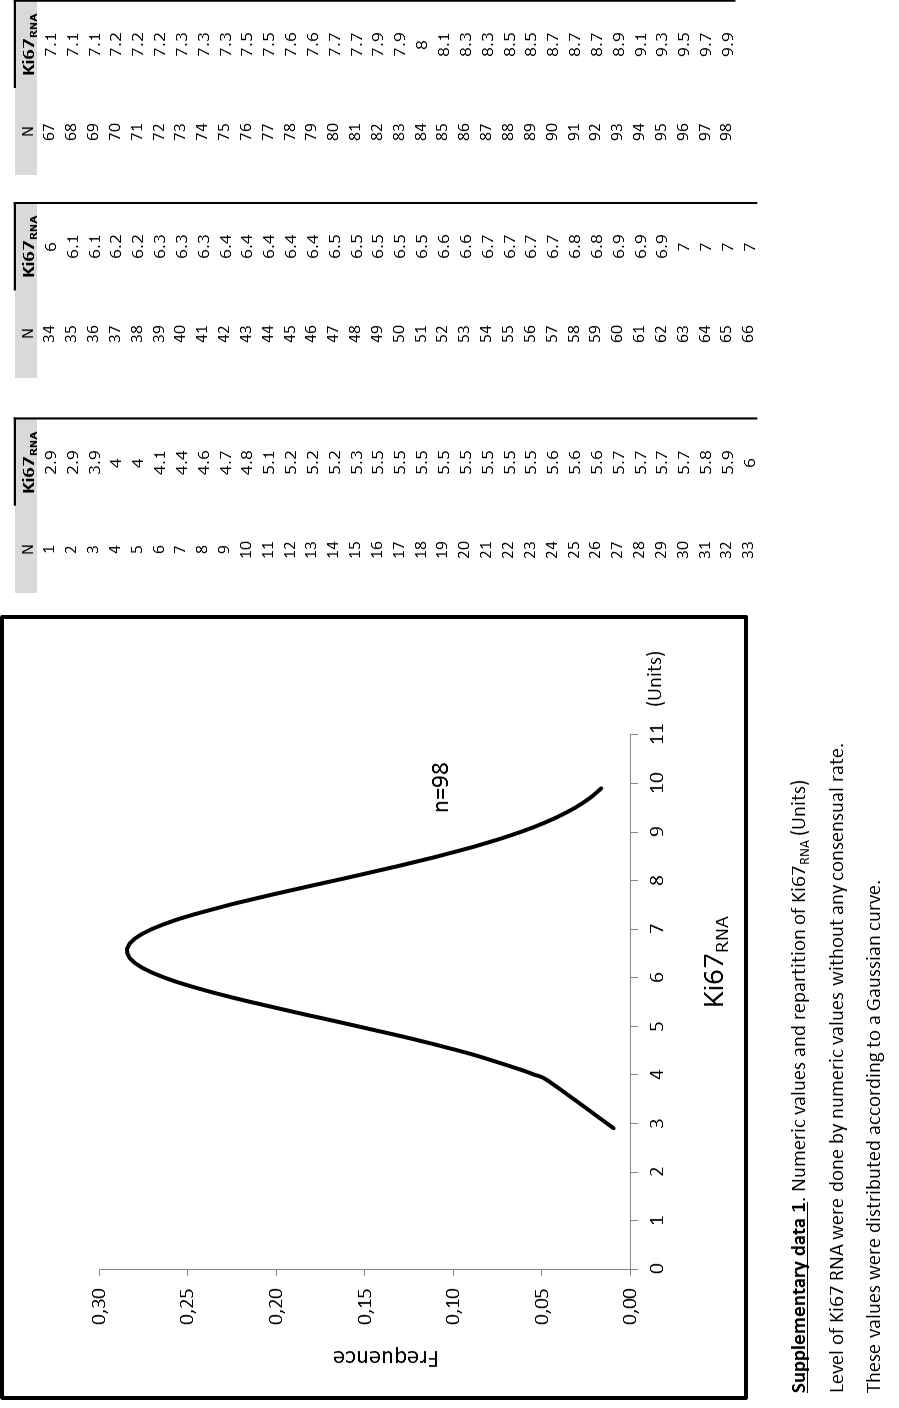 0,30
0,25
0,20
0,15
0,10
0,05
0,00
Frequence
n=98
0 1 2 3 4 5 6 7 8 9 10 11 (Units)
Ki67RNA
N Ki67RNA N Ki67RNA N Ki67RNA
1 2.9 34 6 67 7.1
2 2.9 35 6.1 68 7.1
3 3.9 36 6.1 69 7.1
4 4 37 6.2 70 7.2
5 4 38 6.2 71 7.2
6 4.1 39 6.3 72 7.2
7 4.4 40 6.3 73 7.3
8 4.6 41 6.3 74 7.3
9 4.7 42 6.4 75 7.3
10 4.8 43 6.4 76 7.5
11 5.1 44 6.4 77 7.5
12 5.2 45 6.4 78 7.6
13 5.2 46 6.4 79 7.6
14 5.2 47 6.5 80 7.7
15 5.3 48 6.5 81 7.7
16 5.5 49 6.5 82 7.9
17 5.5 50 6.5 83 7.9
18 5.5 51 6.5 84 8
19 5.5 52 6.6 85 8.1
20 5.5 53 6.6 86 8.3
21 5.5 54 6.7 87 8.3
22 5.5 55 6.7 88 8.5
23 5.5 56 6.7 89 8.5
24 5.6 57 6.7 90 8.7
25 5.6 58 6.8 91 8.7
26 5.6 59 6.8 92 8.7
27 5.7 60 6.9 93 8.9
28 5.7 61 6.9 94 9.1
29 5.7 62 6.9 95 9.3
30 5.7 63 7 96 9.5
31 5.8 64 7 97 9.7
32 5.9 65 7 98 9.9
33 6 66 7
Supplementary data 1. Numeric values and repartition of Ki67RNA (Units)
Level of Ki67 RNA were done by numeric values without any consensual rate.
These values were distributed according to a Gaussian curve.